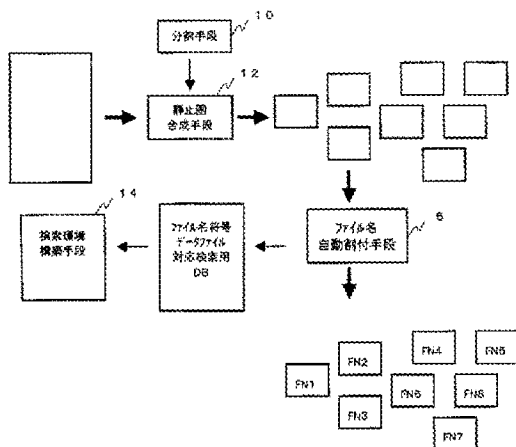 10
分割手段
12
静止画
合成手段
14
検索環境
構築手段
ファイル名符号
データファイル
対応検索用
DB
6
ファイル名
自動割付手段
FN1
FN2
FN3
FN4
FN5
FN6
FN8
FN7